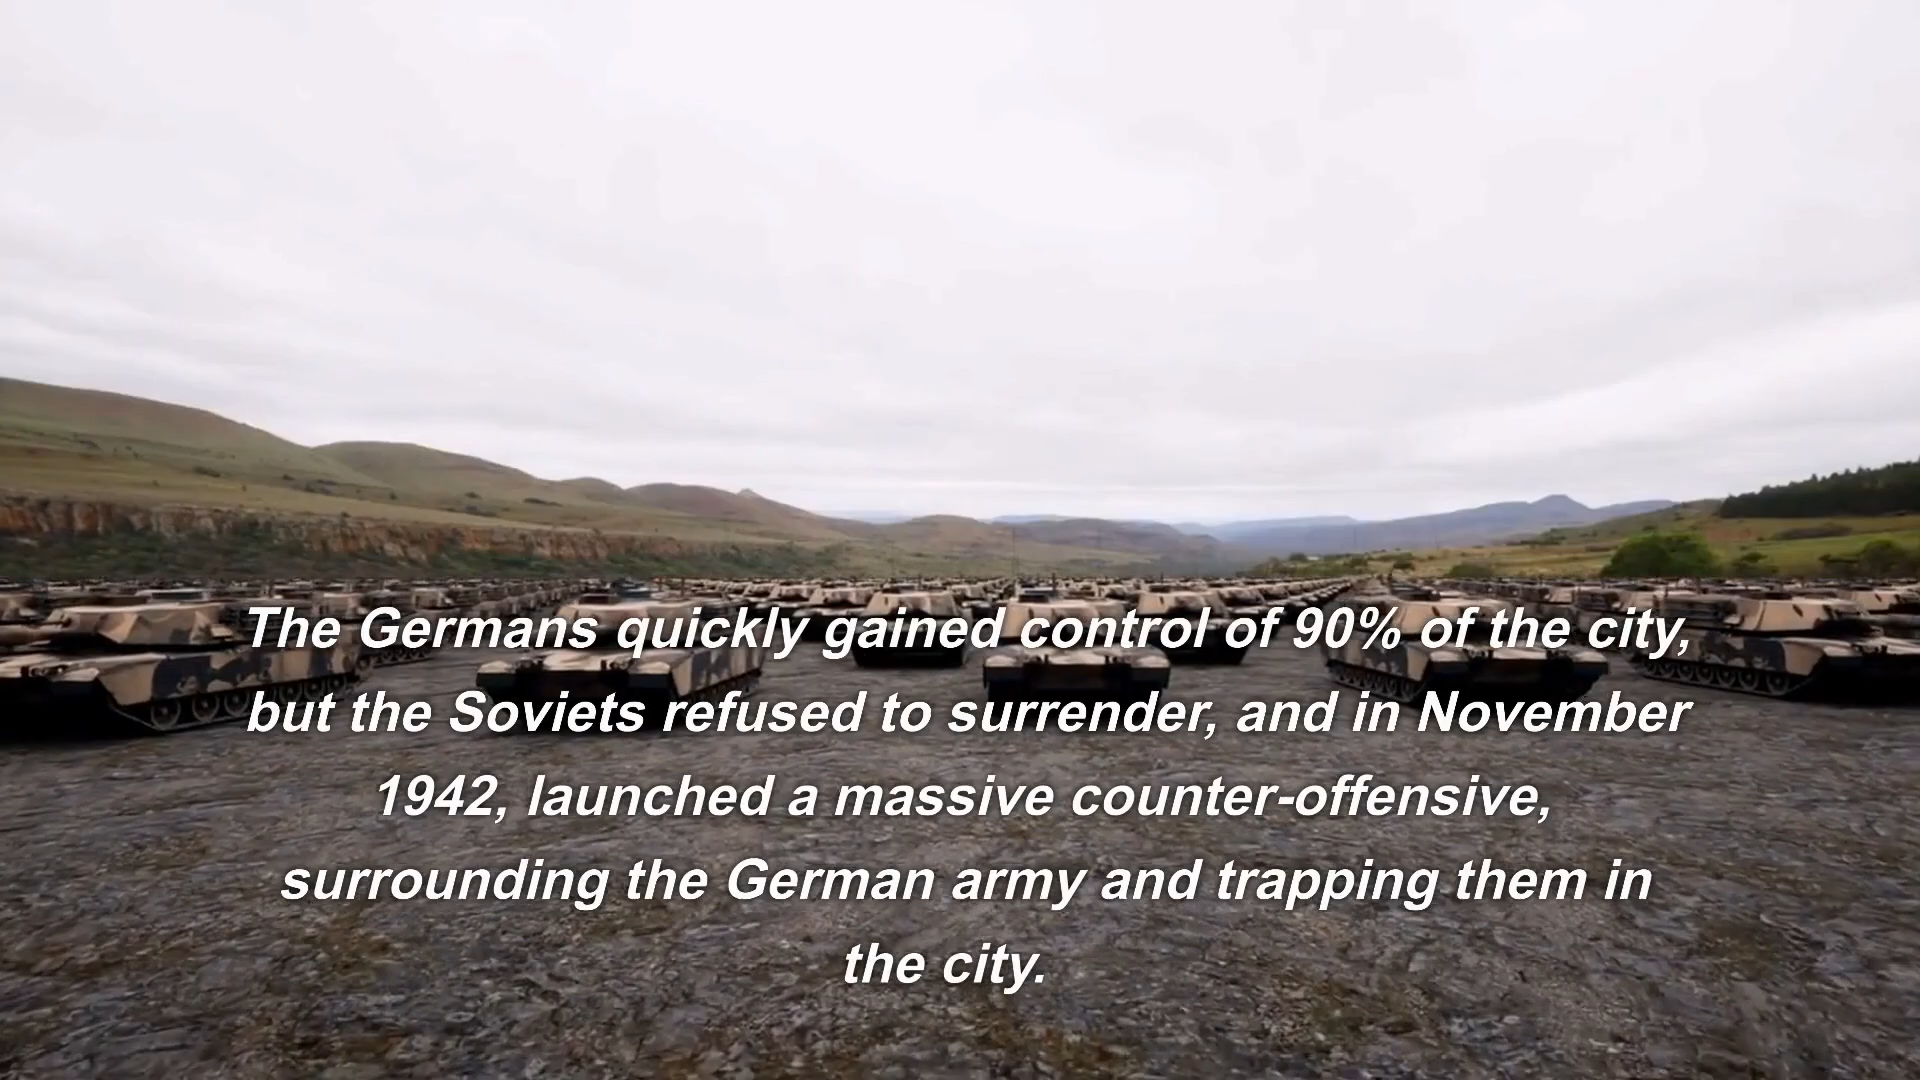 The Germans quickly gained control of 90% of the city,
but the Soviets refused to surrender, and in November
1942, launched a massive counter-offensive,
surrounding the German army and trapping them in
the city.